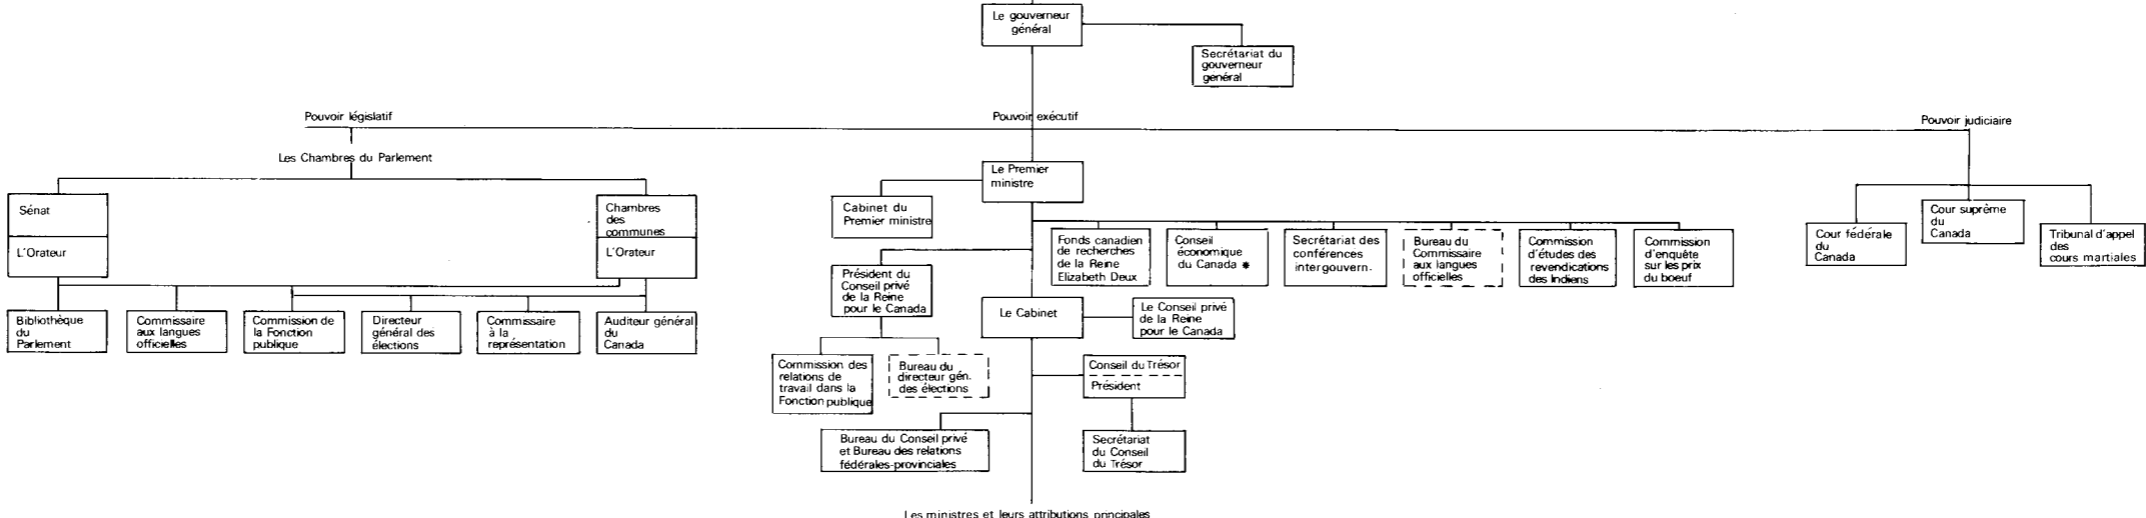 Le gouverneur
général
Secrétariat du
gouverneur
général
Pouvoir législatif
Pouvoir exécutif
Pouvoir judiciaire
Les Chambres du Parlement
Sénat
L'Orateur
Chambres
des
communes
L'Orateur
Bibliothèque
du
Parlement
Commissaire
aux langues
officielles
Commission de
la Fonction
publique
Directeur
général des
élections
Commissaire
à la
représentation
Auditeur général
du
Canada
Le Premier
ministre
Cabinet du
Premier ministre
Fonds canadien
de recherches
de la Reine
Elizabeth Deux
Conseil
économique
du Canada *
Secrétariat des
conférences
intergouvern.
Bureau du
Commissaire
aux langues
officielles
Commission
d'études des
revendications
des Indiens
Commission
d'enquête
sur les prix
du boeuf
Président du
Conseil privé
de la Reine
pour le Canada
Le Cabinet
Le Conseil privé
de la Reine
pour le Canada
Commission des
relations de
travail dans la
Fonction publique
Bureau du
directeur gén.
des élections
Conseil du Trésor
Président
Bureau du Conseil privé
et Bureau des relations
fédérales-provinciales
Secrétariat
du Conseil
du Trésor
Cour fédérale
du
Canada
Cour suprême
du
Canada
Tribunal d'appel
des
cours martiales
Les ministres et leurs attributions principales